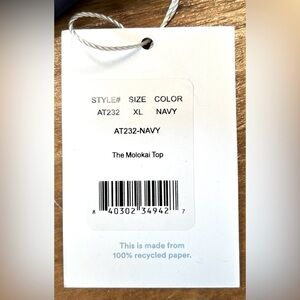 STYLE# SIZE COLOR
AT232 XL NAVY
AT232-NAVY
The Molokai Top
8 40302 34942 7
This is made from
100% recycled paper.